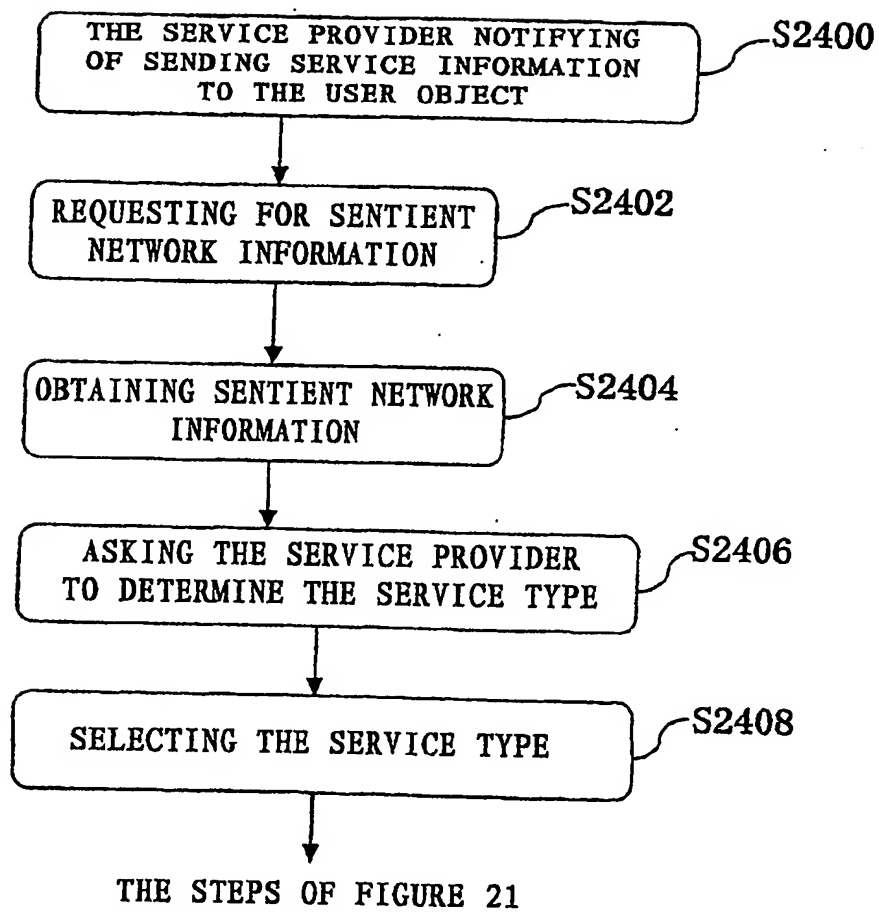 THE SERVICE PROVIDER NOTIFYING
OF SENDING SERVICE INFORMATION
TO THE USER OBJECT
S2400
REQUESTING FOR SENTIENT
NETWORK INFORMATION
S2402
OBTAINING SENTIENT NETWORK
INFORMATION
S2404
ASKING THE SERVICE PROVIDER
TO DETERMINE THE SERVICE TYPE
S2406
SELECTING THE SERVICE TYPE
S2408
THE STEPS OF FIGURE 21